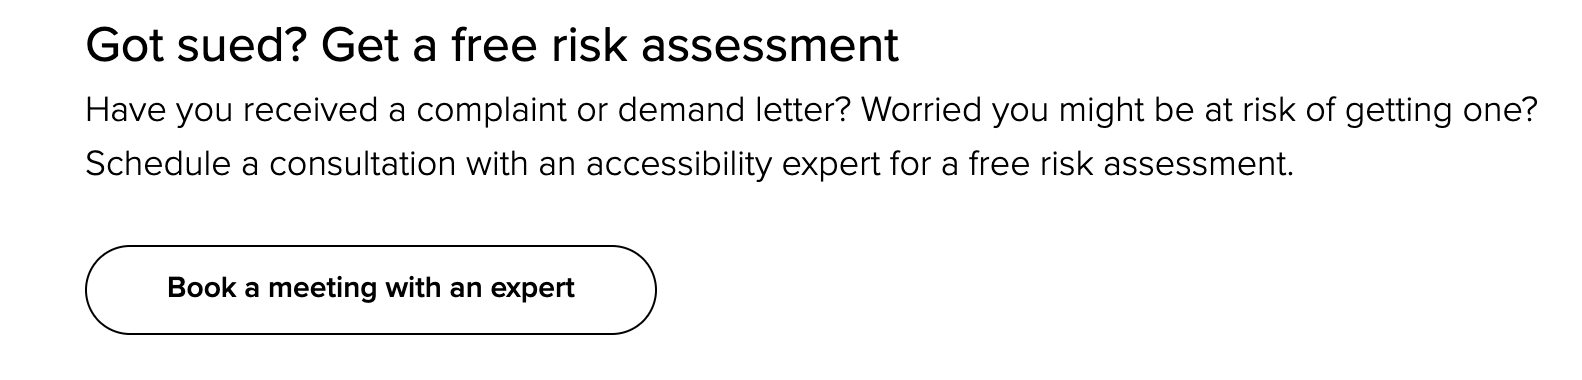 Got sued? Get a free risk assessment
Have you received a complaint or demand letter? Worried you might be at risk of getting one?
Schedule a consultation with an accessibility expert for a free risk assessment.
Book a meeting with an expert